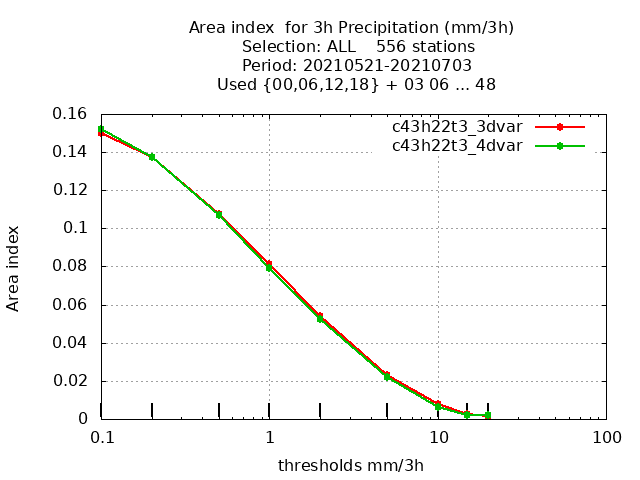 Area index  for 3h Precipitation (mm/3h)
Selection: ALL    556 stations
Period: 20210521-20210703
Used {00,06,12,18} + 03 06 ... 48
c43h22t3_3dvar
c43h22t3_4dvar
Area index
0.16
0.14
0.12
0.1
0.08
0.06
0.04
0.02
0
0.1 1 10 100
thresholds mm/3h